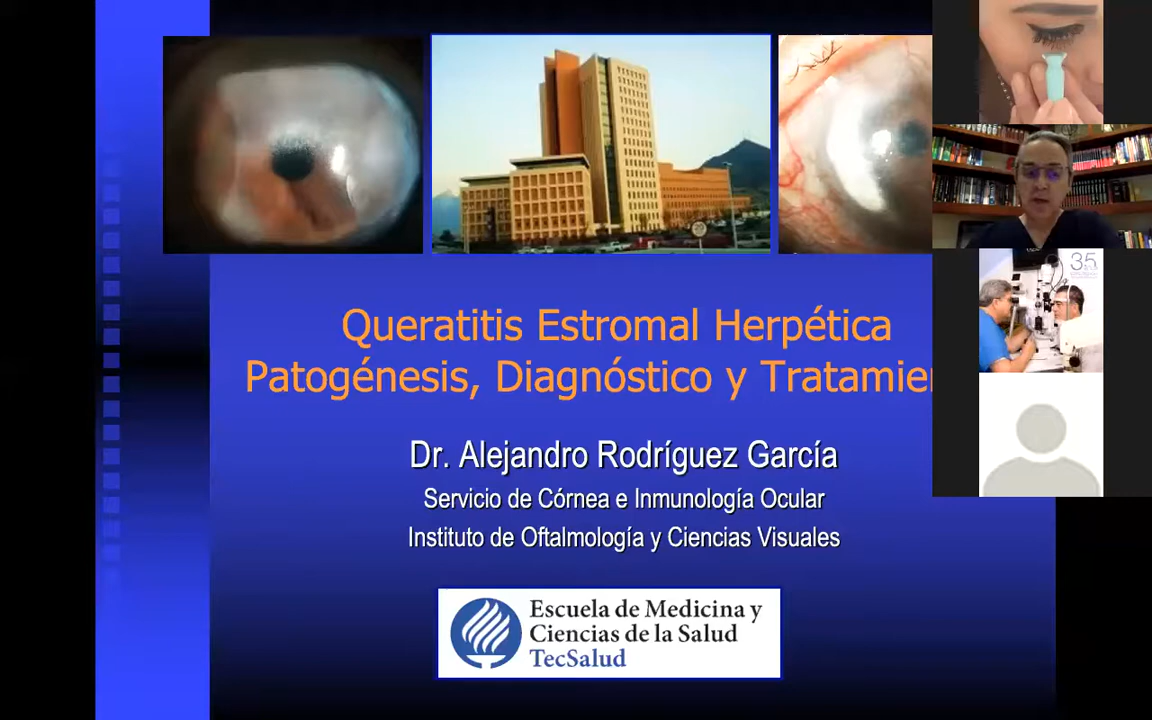 35
Queratitis Estromal Herpética
Patogénesis, Diagnóstico y Tratamien
Dr. Alejandro Rodríguez García
Servicio de Córnea e Inmunología Ocular
Instituto de Oftalmología y Ciencias Visuales
Escuela de Medicina y
Ciencias de la Salud
TecSalud